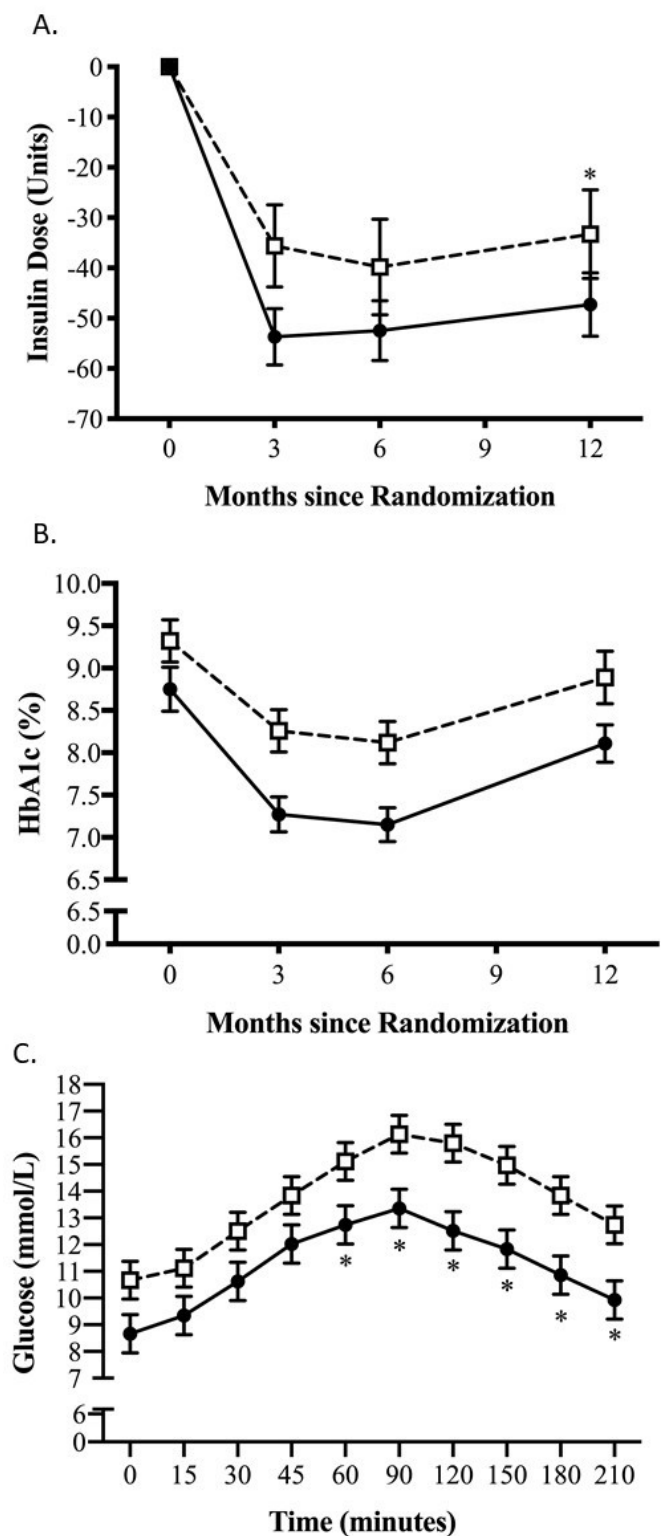 A.
Insulin Dose (Units)
0
-10
-20
-30
-40
-50
-60
-70
*
0 3 6 9 12
Months since Randomization
B.
HbA1c (%)
10.0
9.5
9.0
8.5
8.0
7.5
7.0
6.5
6.5
0.0
0 3 6 9 12
Months since Randomization
C.
Glucose (mmol/L)
18
17
16
15
14
13
12
11
10
9
8
7
6
0
* * * * * *
0 15 30 45 60 90 120 150 180 210
Time (minutes)